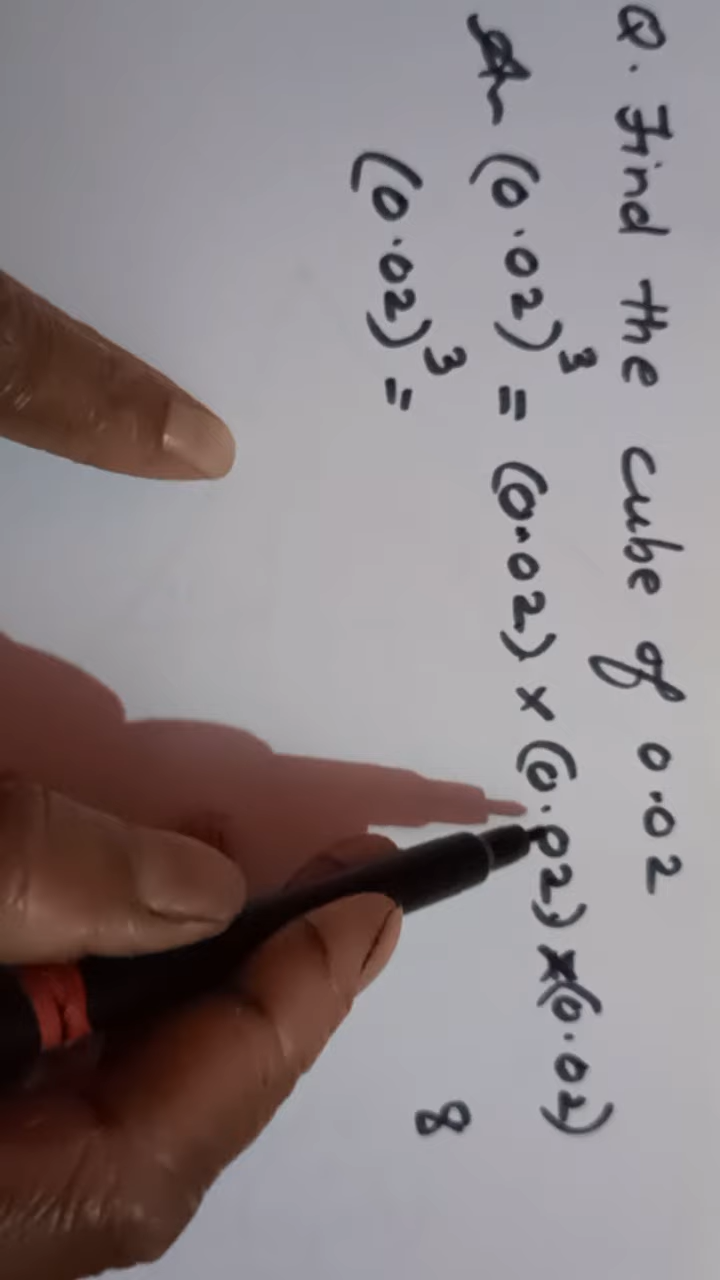 Q. Find the cube of 0.02
(0.02)³ = (0.02) × (0.02) × (0.02)
(0.02)³ = 8